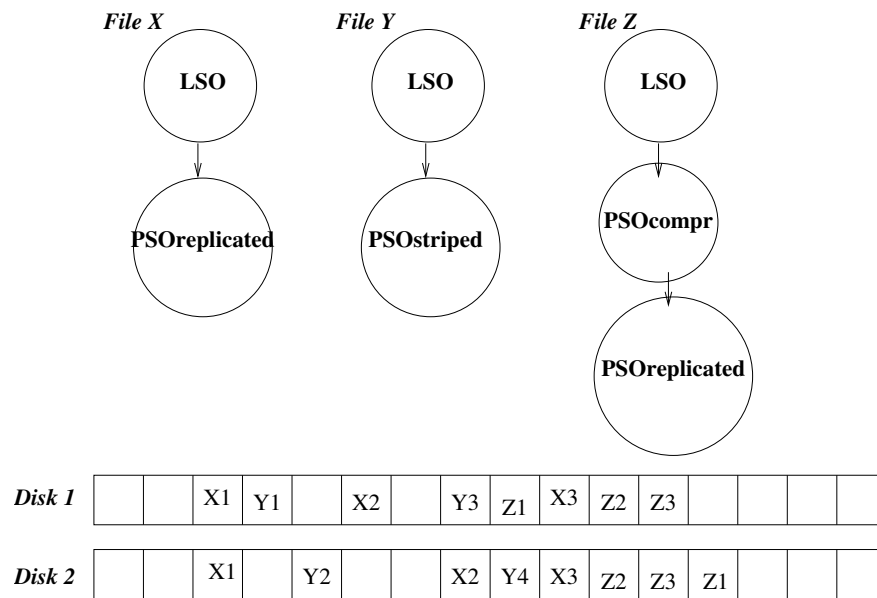 File X File Y File Z
LSO LSO LSO
PSOcompr
PSOreplicated PSOstriped
PSOreplicated
Disk 1 X1 Y1 X2 Y3 Z1 X3 Z2 Z3
Disk 2 X1 Y2 X2 Y4 X3 Z2 Z3 Z1